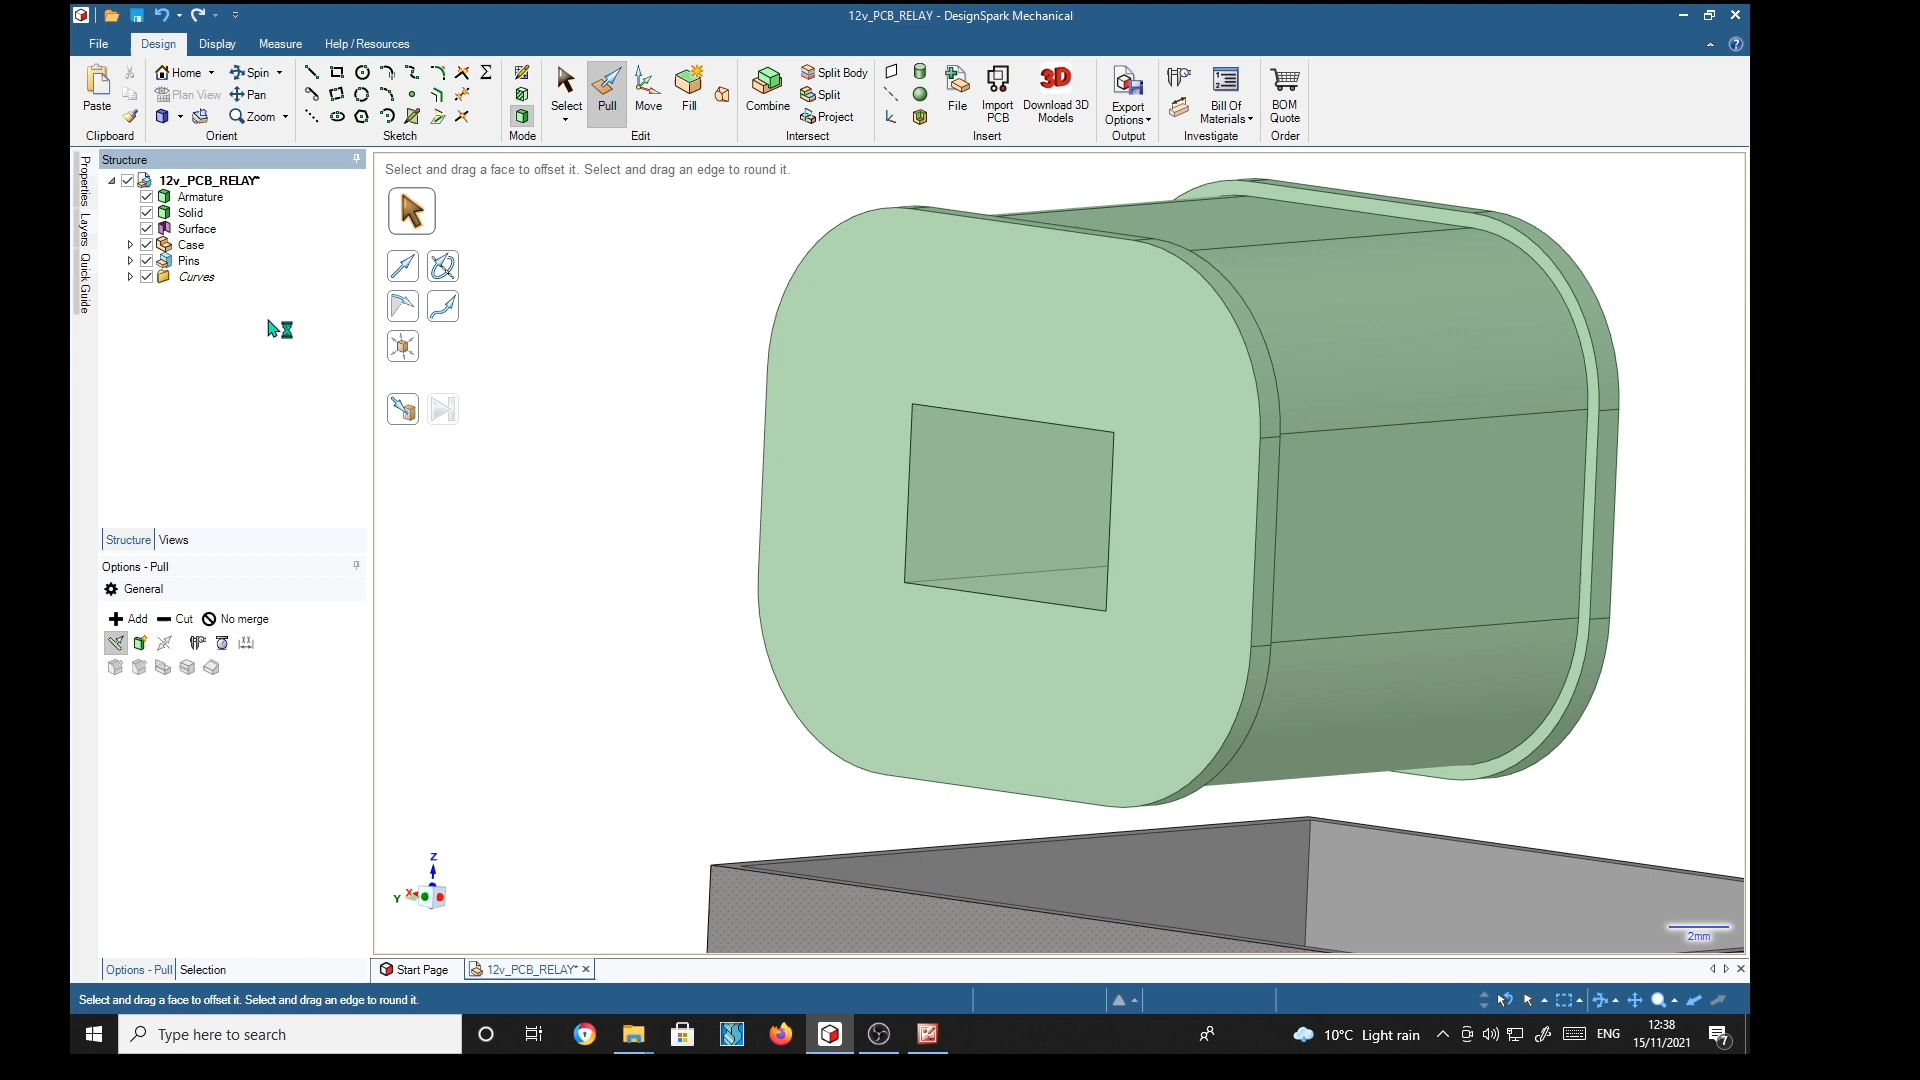 12v_PCB_RELAY - DesignSpark Mechanical
File Design Display Measure Help / Resources
Paste
Clipboard
Home Spin
Plan View Pan
Zoom
Orient
Sketch
Mode
Select Pull Move Fill
Edit
Combine
Split Body
Split
Project
Intersect
File Import PCB 3D Download 3D Models
Insert
Export Options
Output
Bill Of Materials
Investigate
BOM Quote
Order
Properties Layers Quick Guide
Structure
12v_PCB_RELAY*
Armature
Solid
Surface
Case
Pins
Curves
Structure Views
Options - Pull
General
Add Cut No merge
Options - Pull Selection
Select and drag a face to offset it. Select and drag an edge to round it.
Z
Y X
2mm
Start Page 12v_PCB_RELAY*
Select and drag a face to offset it. Select and drag an edge to round it.
Type here to search
10°C Light rain
ENG
12:38
15/11/2021
7